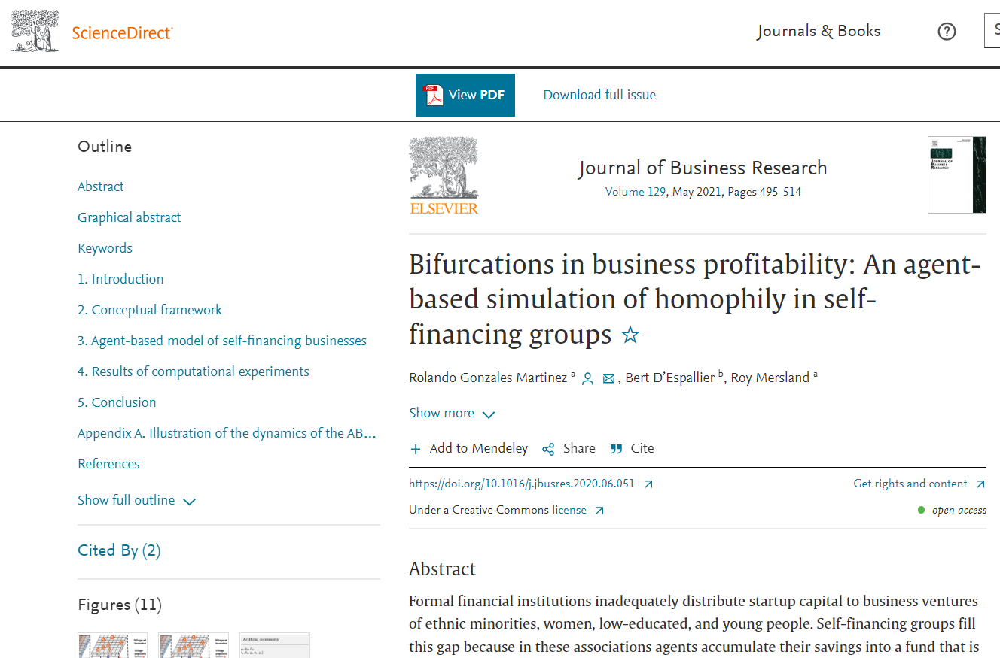 ScienceDirect
Journals & Books
?
S
View PDF
Download full issue
Outline
Abstract
Graphical abstract
Keywords
1. Introduction
2. Conceptual framework
3. Agent-based model of self-financing businesses
4. Results of computational experiments
5. Conclusion
Appendix A. Illustration of the dynamics of the AB…
References
Show full outline
Cited By (2)
Figures (11)
Artificial community
ELSEVIER
Journal of Business Research
Volume 129, May 2021, Pages 495-514
JOURNAL OF
BUSINESS
RESEARCH
Bifurcations in business profitability: An agent-
based simulation of homophily in self-
financing groups ☆
Rolando Gonzales Martinez a, Bert D’Espallier b, Roy Mersland a
Show more
+ Add to Mendeley Share Cite
https://doi.org/10.1016/j.jbusres.2020.06.051
Get rights and content
Under a Creative Commons license
open access
Abstract
Formal financial institutions inadequately distribute startup capital to business ventures
of ethnic minorities, women, low-educated, and young people. Self-financing groups fill
this gap because in these associations agents accumulate their savings into a fund that is